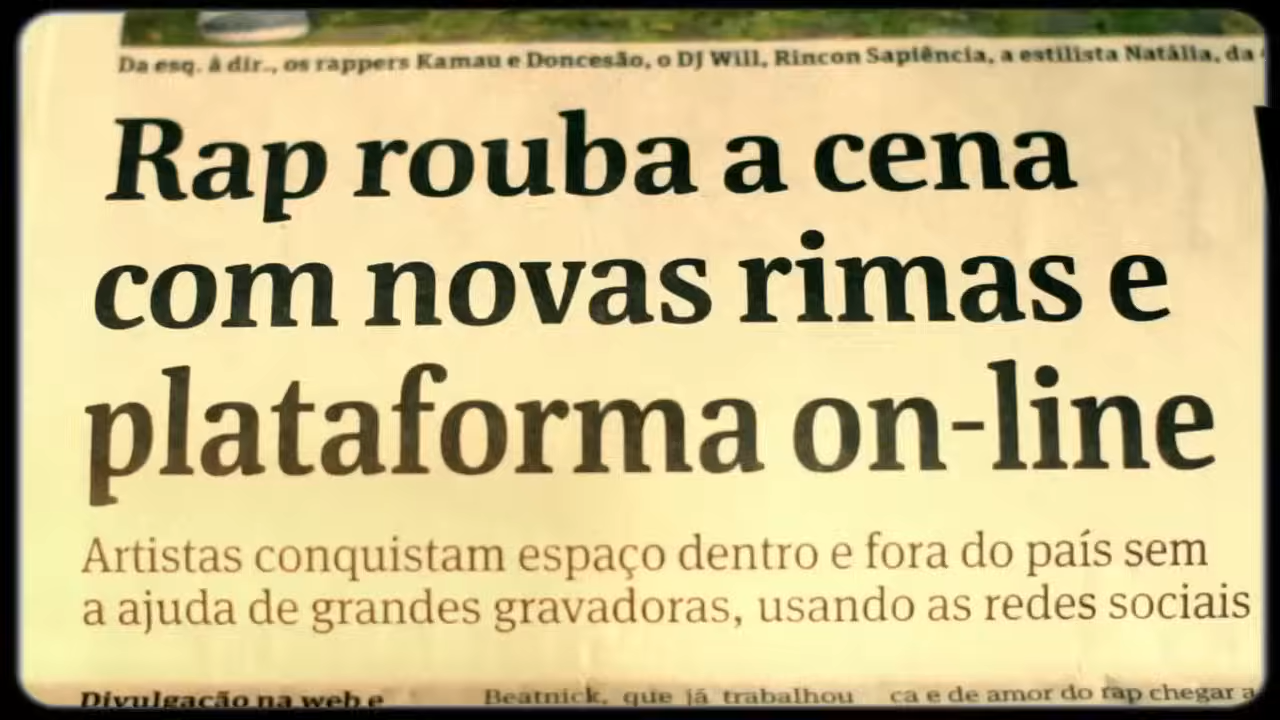 Da esq. à dir., os rappers Kamau e Doncesão, o DJ Will, Rincon Sapiência, a estilista Natália, da
Rap rouba a cena
com novas rimas e
plataforma on-line
Artistas conquistam espaço dentro e fora do país sem
a ajuda de grandes gravadoras, usando as redes sociais
Divulgação na web e
Beatnick, que já trabalhou
ca e de amor do rap chegar a